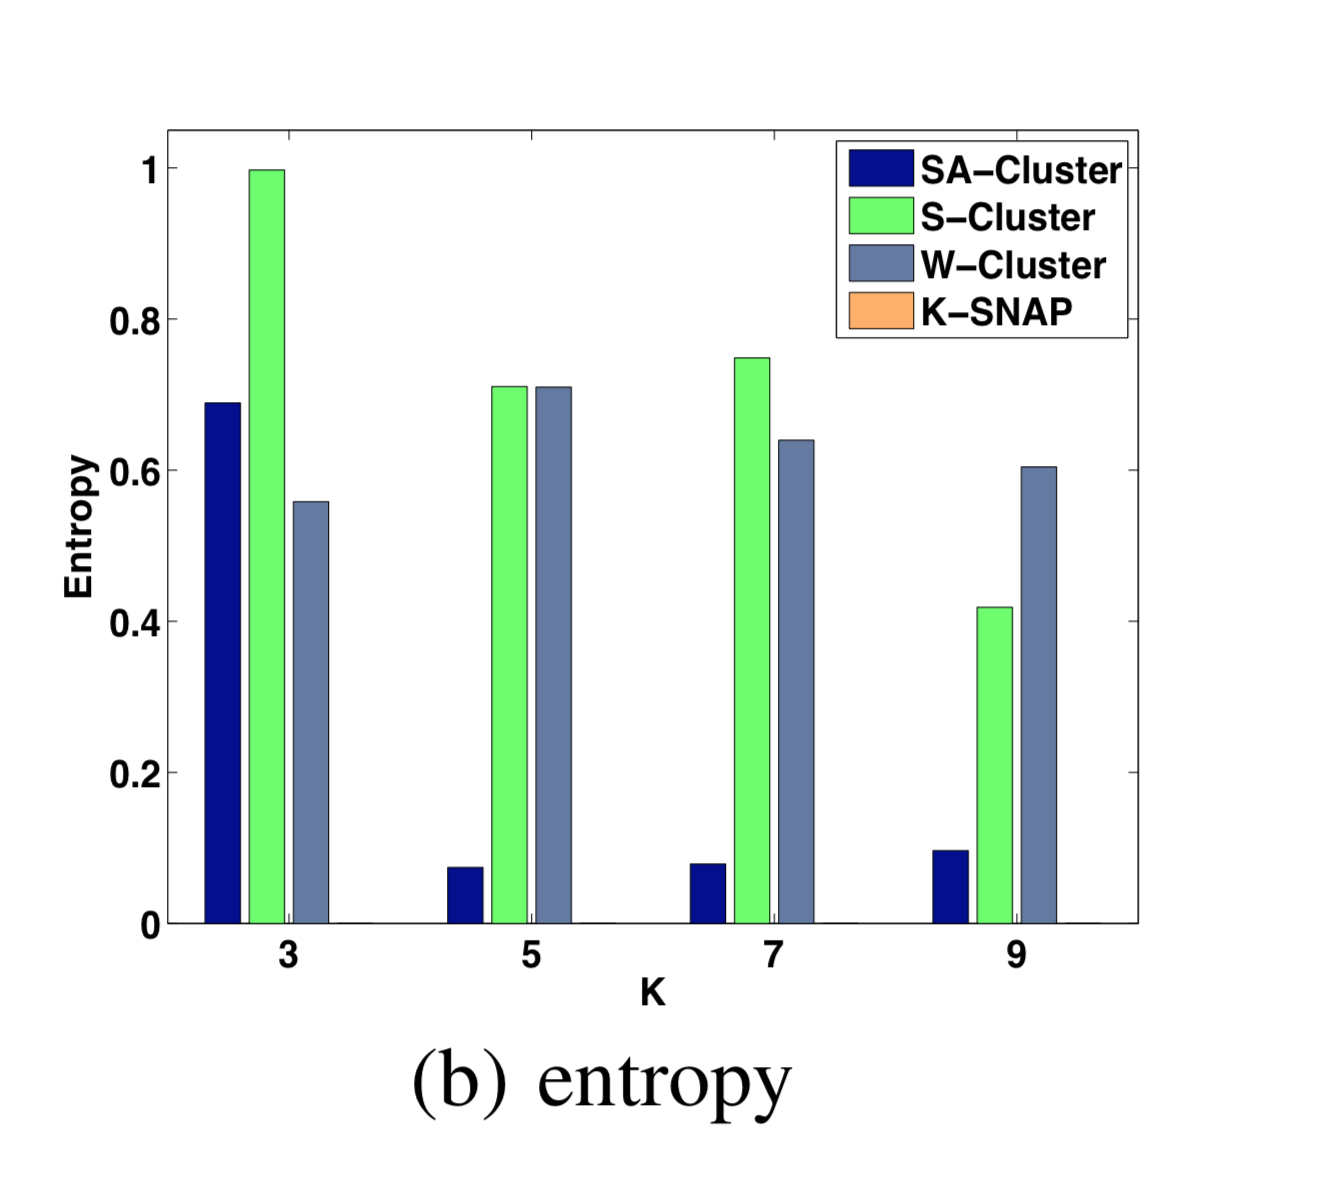 1
0.8
0.6
0.4
0.2
0
Entropy
3 5 7 9
K
SA–Cluster
S–Cluster
W–Cluster
K–SNAP
(b) entropy